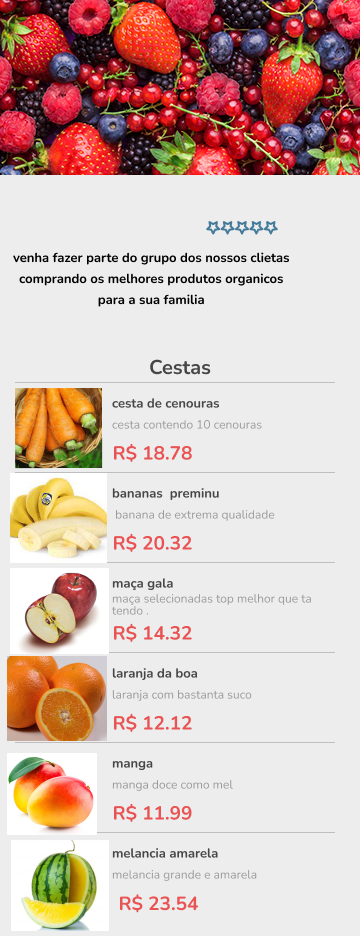 venha fazer parte do grupo dos nossos clietas
comprando os melhores produtos organicos
para a sua familia
Cestas
cesta de cenouras
cesta contendo 10 cenouras
R$ 18.78
bananas preminu
banana de extrema qualidade
R$ 20.32
maça gala
maça selecionadas top melhor que ta
tendo .
R$ 14.32
laranja da boa
laranja com bastanta suco
R$ 12.12
manga
manga doce como mel
R$ 11.99
melancia amarela
melancia grande e amarela
R$ 23.54